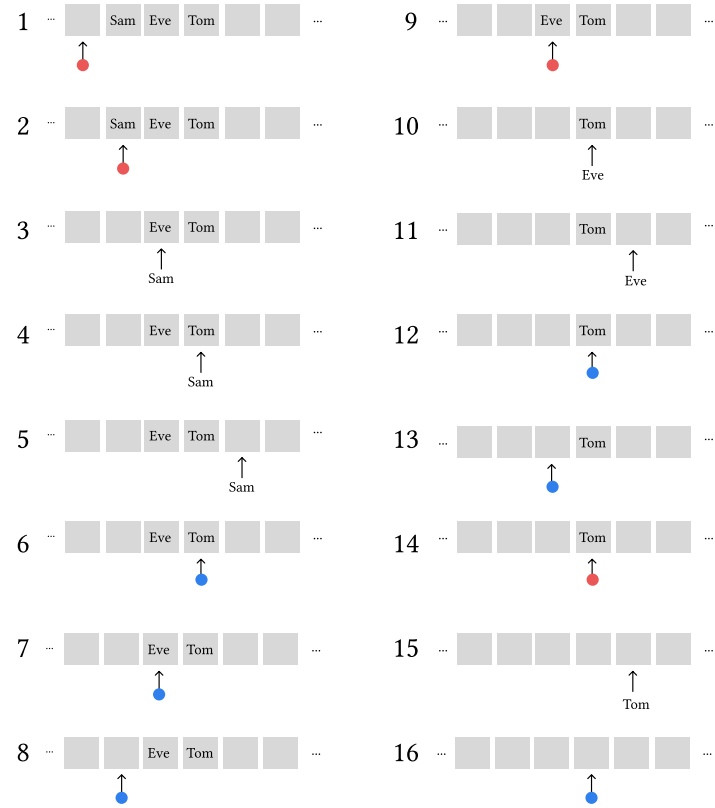 1 ... Sam Eve Tom ...
2 ... Sam Eve Tom ...
3 ... Eve Tom ...
Sam
4 ... Eve Tom ...
Sam
5 ... Eve Tom ...
Sam
6 ... Eve Tom ...
7 ... Eve Tom ...
8 ... Eve Tom ...
9 ... Eve Tom ...
10 ... Tom ...
Eve
11 ... Tom ...
Eve
12 ... Tom ...
13 ... Tom ...
14 ... Tom ...
15 ... ...
Tom
16 ... ...